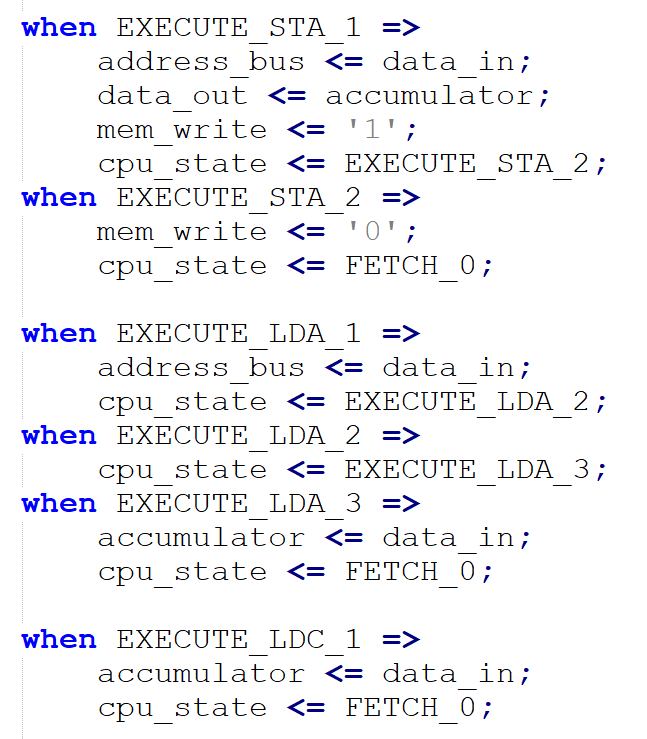 when EXECUTE_STA_1 =>
address_bus <= data_in;
data_out <= accumulator;
mem_write <= '1';
cpu_state <= EXECUTE_STA_2;
when EXECUTE_STA_2 =>
mem_write <= '0';
cpu_state <= FETCH_0;
when EXECUTE_LDA_1 =>
address_bus <= data_in;
cpu_state <= EXECUTE_LDA_2;
when EXECUTE_LDA_2 =>
cpu_state <= EXECUTE_LDA_3;
when EXECUTE_LDA_3 =>
accumulator <= data_in;
cpu_state <= FETCH_0;
when EXECUTE_LDC_1 =>
accumulator <= data_in;
cpu_state <= FETCH_0;